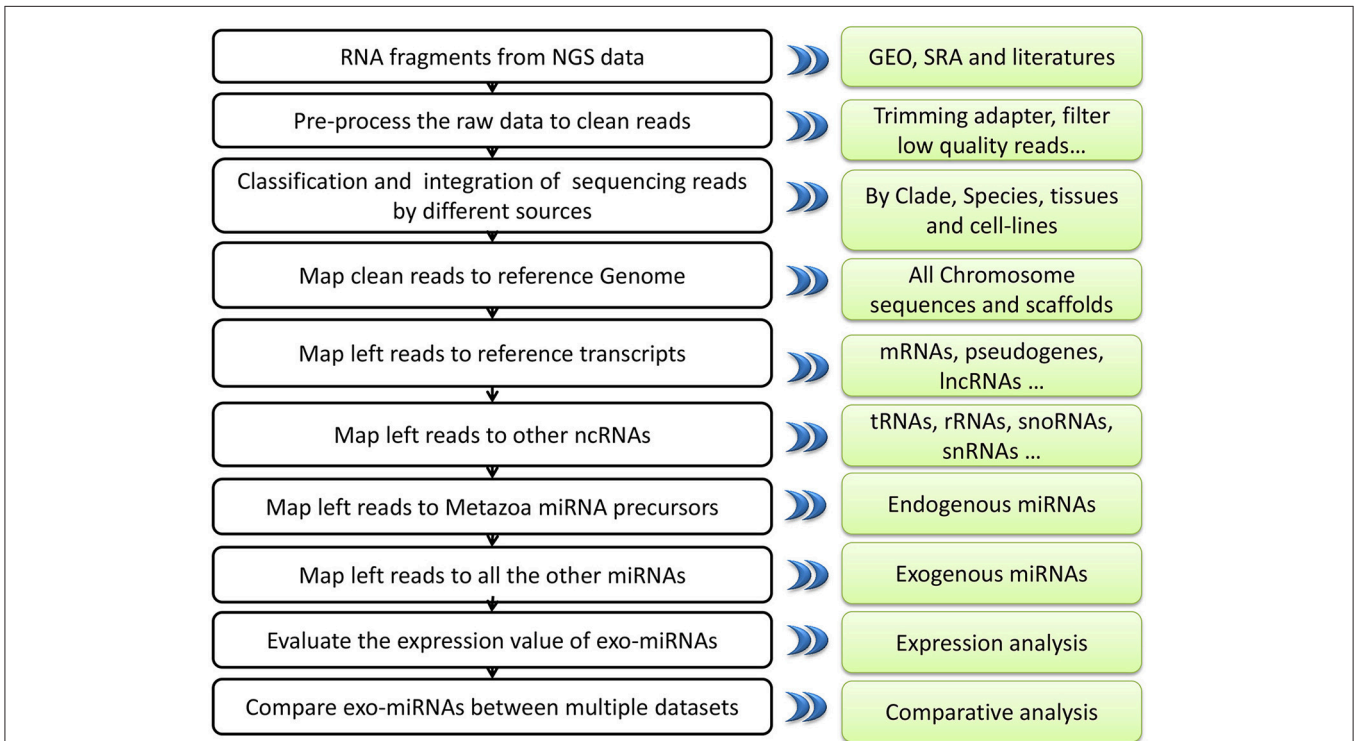 RNA fragments from NGS data
GEO, SRA and literatures
Pre-process the raw data to clean reads
Trimming adapter, filter
low quality reads...
Classification and integration of sequencing reads
by different sources
By Clade, Species, tissues
and cell-lines
Map clean reads to reference Genome
All Chromosome
sequences and scaffolds
Map left reads to reference transcripts
mRNAs, pseudogenes,
lncRNAs ...
Map left reads to other ncRNAs
tRNAs, rRNAs, snoRNAs,
snRNAs ...
Map left reads to Metazoa miRNA precursors
Endogenous miRNAs
Map left reads to all the other miRNAs
Exogenous miRNAs
Evaluate the expression value of exo-miRNAs
Expression analysis
Compare exo-miRNAs between multiple datasets
Comparative analysis